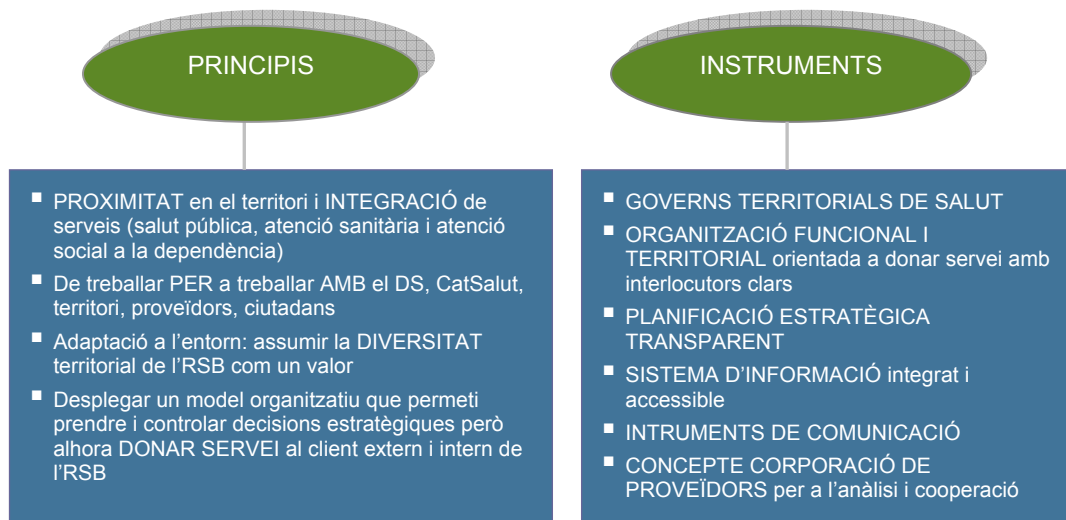 PRINCIPIS
▪ PROXIMITAT en el territori i INTEGRACIÓ de
serveis (salut pública, atenció sanitària i atenció
social a la dependència)
▪ De treballar PER a treballar AMB el DS, CatSalut,
territori, proveïdors, ciutadans
▪ Adaptació a l’entorn: assumir la DIVERSITAT
territorial de l’RSB com un valor
▪ Desplegar un model organitzatiu que permeti
prendre i controlar decisions estratègiques però
alhora DONAR SERVEI al client extern i intern de
l’RSB
INSTRUMENTS
▪ GOVERNS TERRITORIALS DE SALUT
▪ ORGANITZACIÓ FUNCIONAL I
TERRITORIAL orientada a donar servei amb
interlocutors clars
▪ PLANIFICACIÓ ESTRATÈGICA
TRANSPARENT
▪ SISTEMA D’INFORMACIÓ integrat i
accessible
▪ INTRUMENTS DE COMUNICACIÓ
▪ CONCEPTE CORPORACIÓ DE
PROVEÏDORS per a l’anàlisi i cooperació